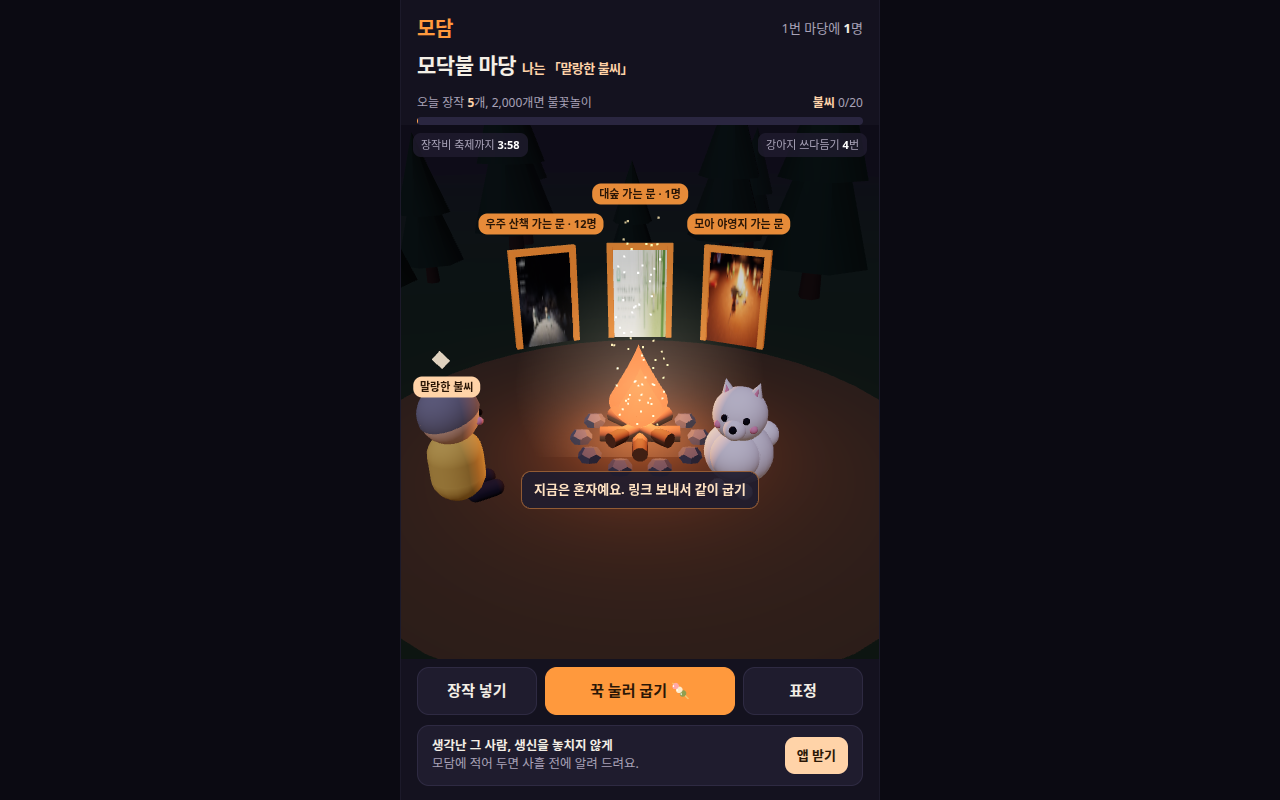 모담
1번 마당에 1명
모닥불 마당 나는 「말랑한 불씨」
오늘 장작 5개, 2,000개면 불꽃놀이
불씨 0/20
장작비 축제까지 3:58
강아지 쓰다듬기 4번
대숲 가는 문 · 1명
우주 산책 가는 문 · 12명
모아 야영지 가는 문
말랑한 불씨
지금은 혼자예요. 링크 보내서 같이 굽기
장작 넣기
꾹 눌러 굽기
표정
생각난 그 사람, 생신을 놓치지 않게
모담에 적어 두면 사흘 전에 알려 드려요.
앱 받기